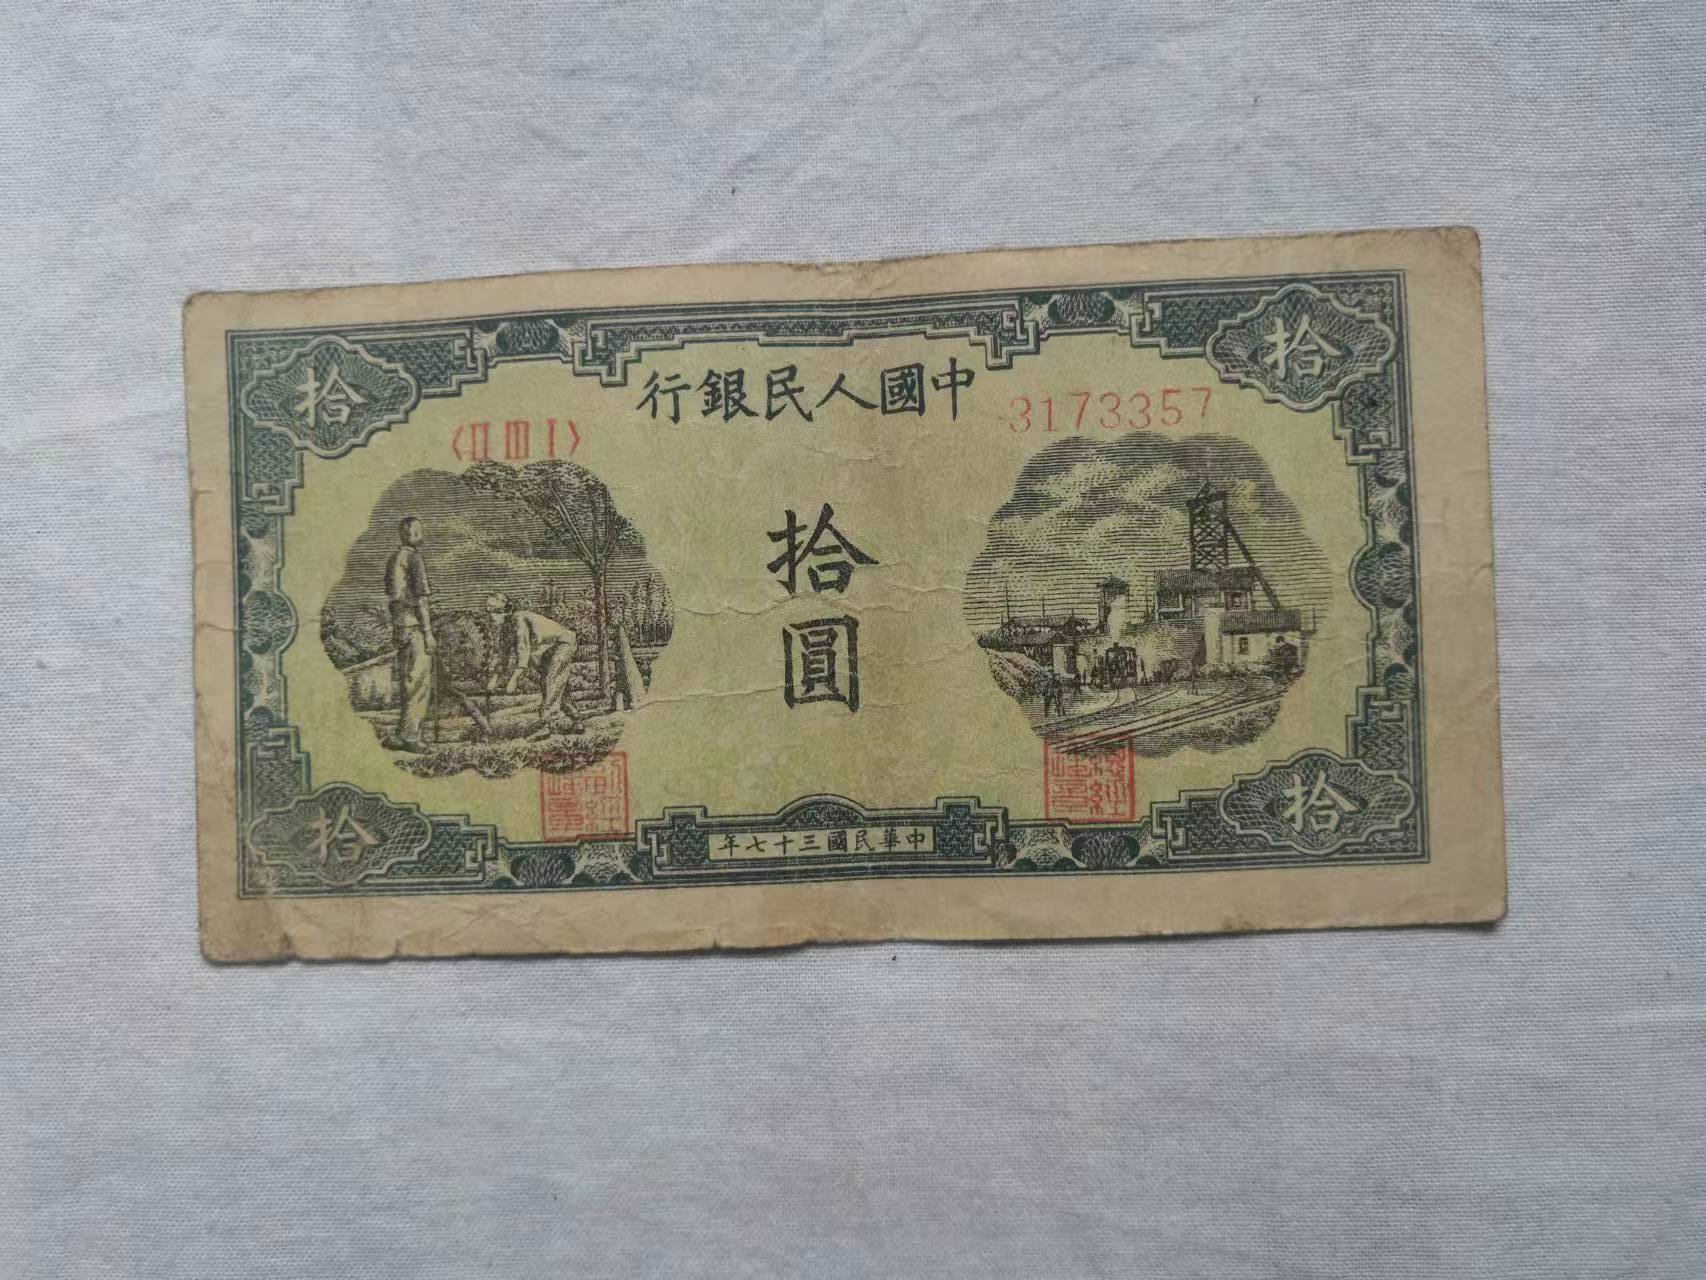 拾
拾
中國人民銀行
〈II III I〉
3173357
拾圓
拾
拾
中華民國三十七年